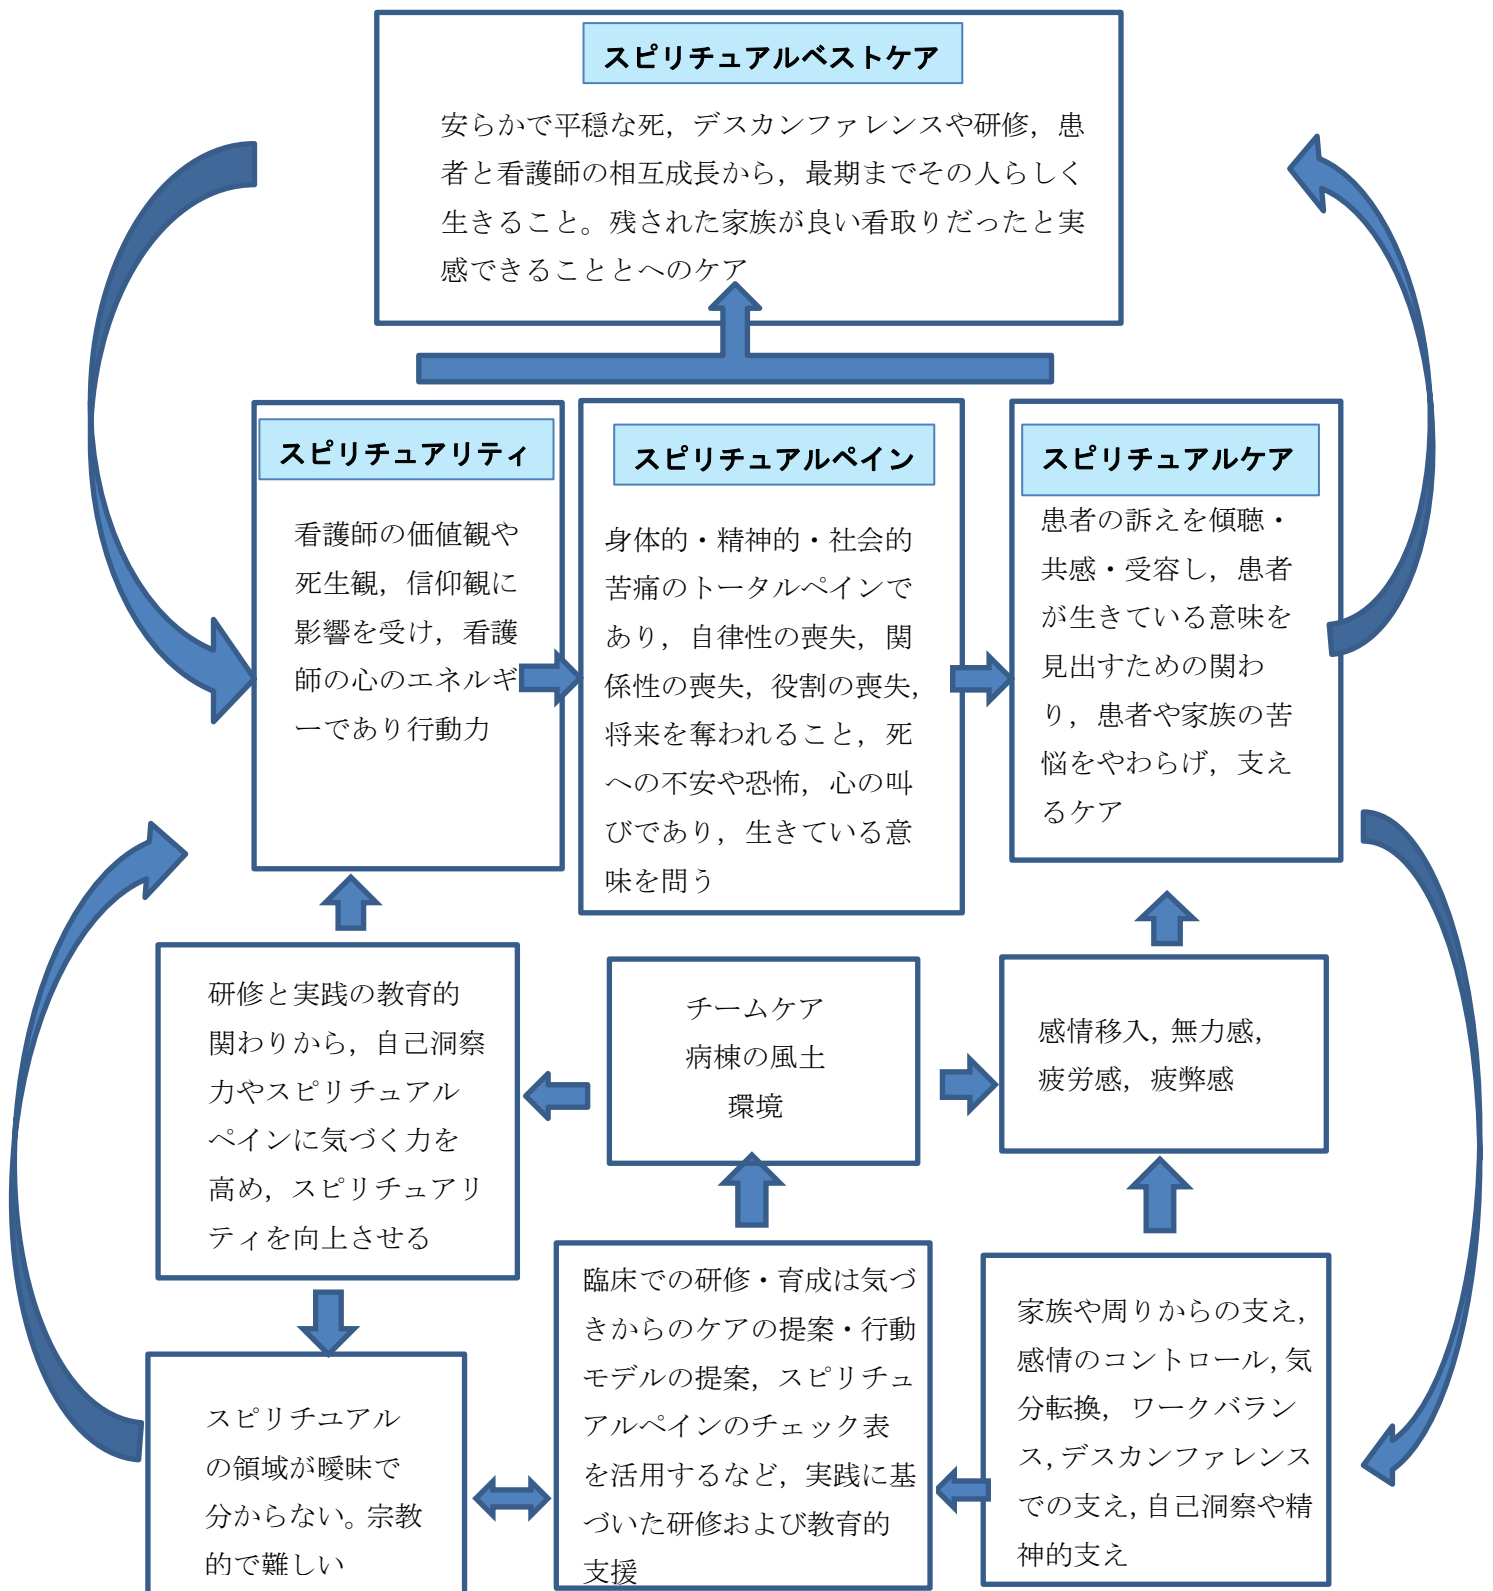 スピリチュアルベストケア
安らかで平穏な死，デスカンファレンスや研修，患
者と看護師の相互成長から，最期までその人らしく
生きること。残された家族が良い看取りだったと実
感できることとへのケア
スピリチュアリティ
看護師の価値観や
死生観，信仰観に
影響を受け，看護
師の心のエネルギ
ーであり行動力
スピリチュアルペイン
身体的・精神的・社会的
苦痛のトータルペインで
あり，自律性の喪失，関
係性の喪失，役割の喪失，
将来を奪われること，死
への不安や恐怖，心の叫
びであり，生きている意
味を問う
スピリチュアルケア
患者の訴えを傾聴・
共感・受容し，患者
が生きている意味を
見出すための関わ
り，患者や家族の苦
悩をやわらげ，支え
るケア
研修と実践の教育的
関わりから，自己洞察
力やスピリチュアル
ペインに気づく力を
高め，スピリチュアリ
ティを向上させる
チームケア
病棟の風土
環境
感情移入，無力感，
疲労感，疲弊感
スピリチユアル
の領域が曖昧で
分からない。宗教
的で難しい
臨床での研修・育成は気づ
きからのケアの提案・行動
モデルの提案，スピリチュ
アルペインのチェック表
を活用するなど，実践に基
づいた研修および教育的
支援
家族や周りからの支え，
感情のコントロール，気
分転換，ワークバラン
ス，デスカンファレンス
での支え，自己洞察や精
神的支え